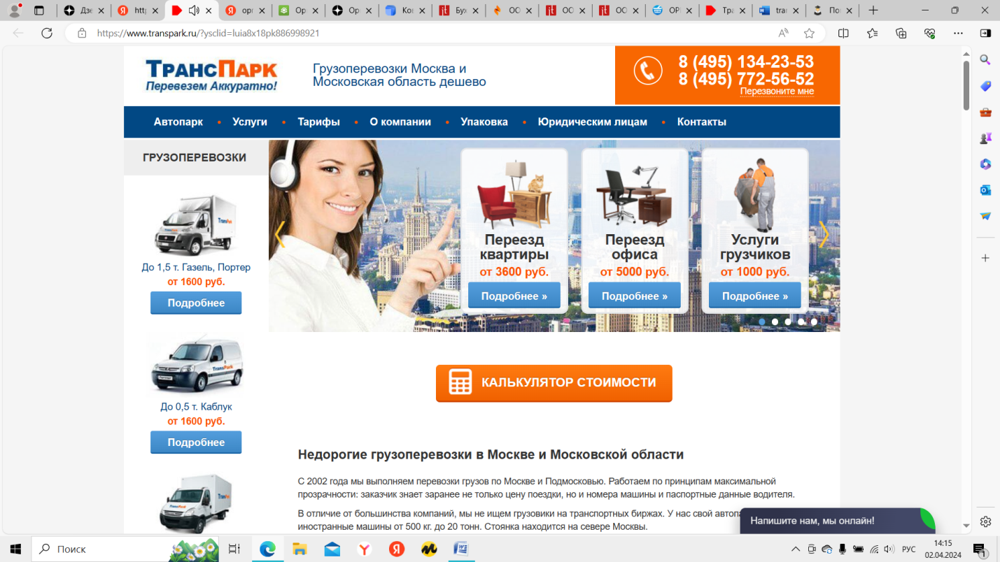 Дзе
http
орг
Ор
Ор
Ков
Бух
ОО
ОО
ОО
ОР
Тра
tran
По
https://www.transpark.ru/?ysclid=luia8x18pk886998921
ТРАНСПАРК
Перевезем Аккуратно!
Грузоперевозки Москва и
Московская область дешево
8 (495) 134-23-53
8 (495) 772-56-52
Перезвоните мне
Автопарк • Услуги • Тарифы • О компании • Упаковка • Юридическим лицам • Контакты
ГРУЗОПЕРЕВОЗКИ
До 1,5 т. Газель, Портер
от 1600 руб.
Подробнее
TransPark
До 0,5 т. Каблук
от 1600 руб.
Подробнее
Переезд
квартиры
от 3600 руб.
Подробнее »
Переезд
офиса
от 5000 руб.
Подробнее »
Услуги
грузчиков
от 1000 руб.
Подробнее »
КАЛЬКУЛЯТОР СТОИМОСТИ
Недорогие грузоперевозки в Москве и Московской области
С 2002 года мы выполняем перевозки грузов по Москве и Подмосковью. Работаем по принципам максимальной
прозрачности: заказчик знает заранее не только цену поездки, но и номера машины и паспортные данные водителя.
В отличие от большинства компаний, мы не ищем грузовики на транспортных биржах. У нас свой автопа
иностранные машины от 500 кг. до 20 тонн. Стоянка находится на севере Москвы.
Напишите нам, мы онлайн!
Поиск
РУС
14:15
02.04.2024
1